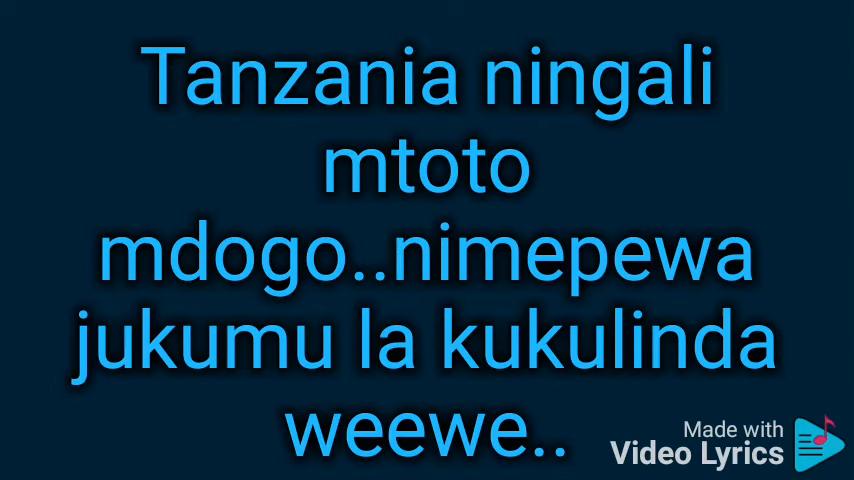 Tanzania ningali
mtoto
mdogo..nimepewa
jukumu la kukulinda
weewe..
Made with
Video Lyrics